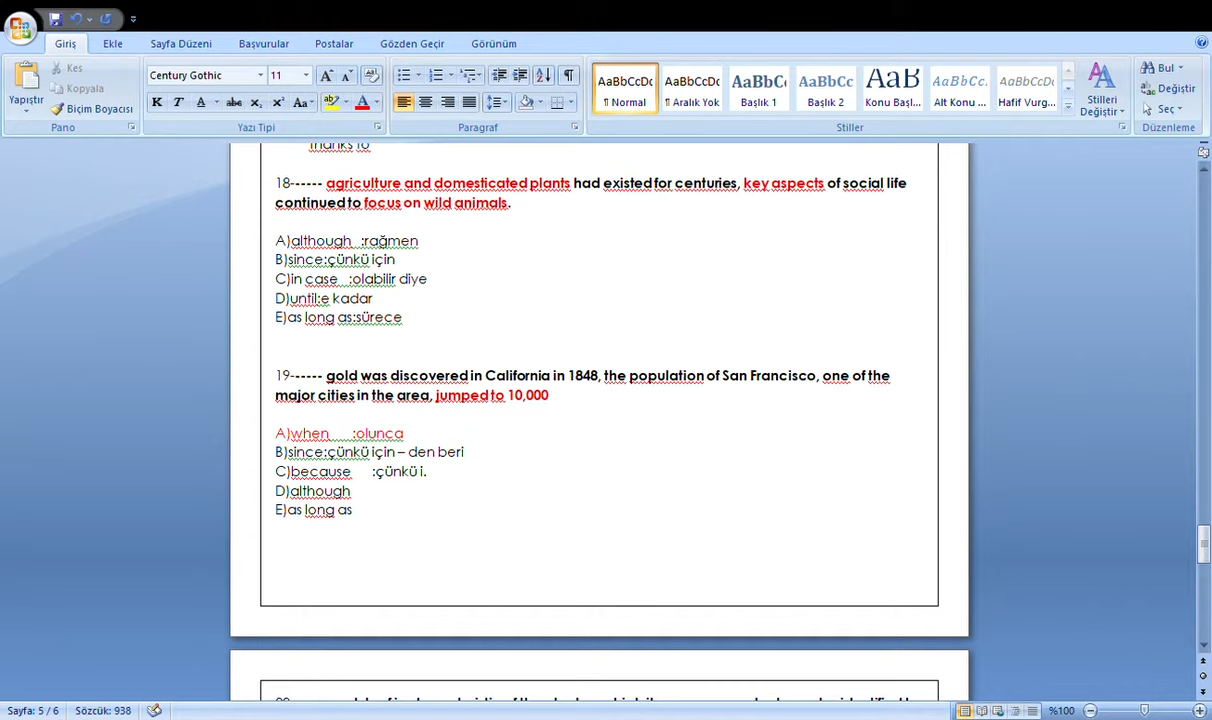 Giriş Ekle Sayfa Düzeni Başvurular Postalar Gözden Geçir Görünüm
Yapıştır
Kes
Kopyala
Biçim Boyacısı
Pano
Century Gothic 11
K T A abc x₂ x² Aa
Yazı Tipi
Paragraf
AaBbCcDc AaBbCcDc AaBbCc AaBbCc AaB AaBbCc. AaBbCcDc
¶ Normal ¶ Aralık Yok Başlık 1 Başlık 2 Konu Başl... Alt Konu ... Hafif Vurg...
Stiller
Stilleri
Değiştir
Bul
Değiştir
Seç
Düzenleme
Thanks to
18------ agriculture and domesticated plants had existed for centuries, key aspects of social life
continued to focus on wild animals.
A)although :rağmen
B)since:çünkü için
C)in case :olabilir diye
D)until:e kadar
E)as long as:sürece
19------ gold was discovered in California in 1848, the population of San Francisco, one of the
major cities in the area, jumped to 10,000
A)when :olunca
B)since:çünkü için – den beri
C)because :çünkü i.
D)although
E)as long as
Sayfa: 5 / 6 Sözcük: 938 %100